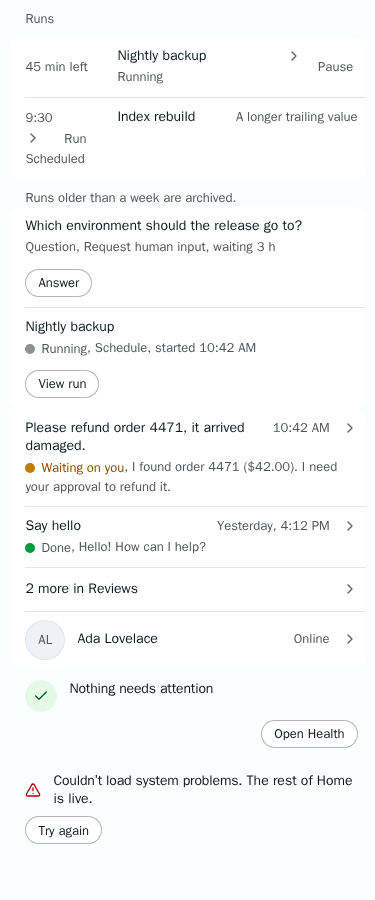 Runs
45 min left
Nightly backup
Running
Pause
9:30
Index rebuild
A longer trailing value
Run
Scheduled
Runs older than a week are archived.
Which environment should the release go to?
Question, Request human input, waiting 3 h
Answer
Nightly backup
Running, Schedule, started 10:42 AM
View run
Please refund order 4471, it arrived
damaged.
10:42 AM
Waiting on you, I found order 4471 ($42.00). I need
your approval to refund it.
Say hello
Yesterday, 4:12 PM
Done, Hello! How can I help?
2 more in Reviews
AL
Ada Lovelace
Online
Nothing needs attention
Open Health
Couldn’t load system problems. The rest of Home
is live.
Try again